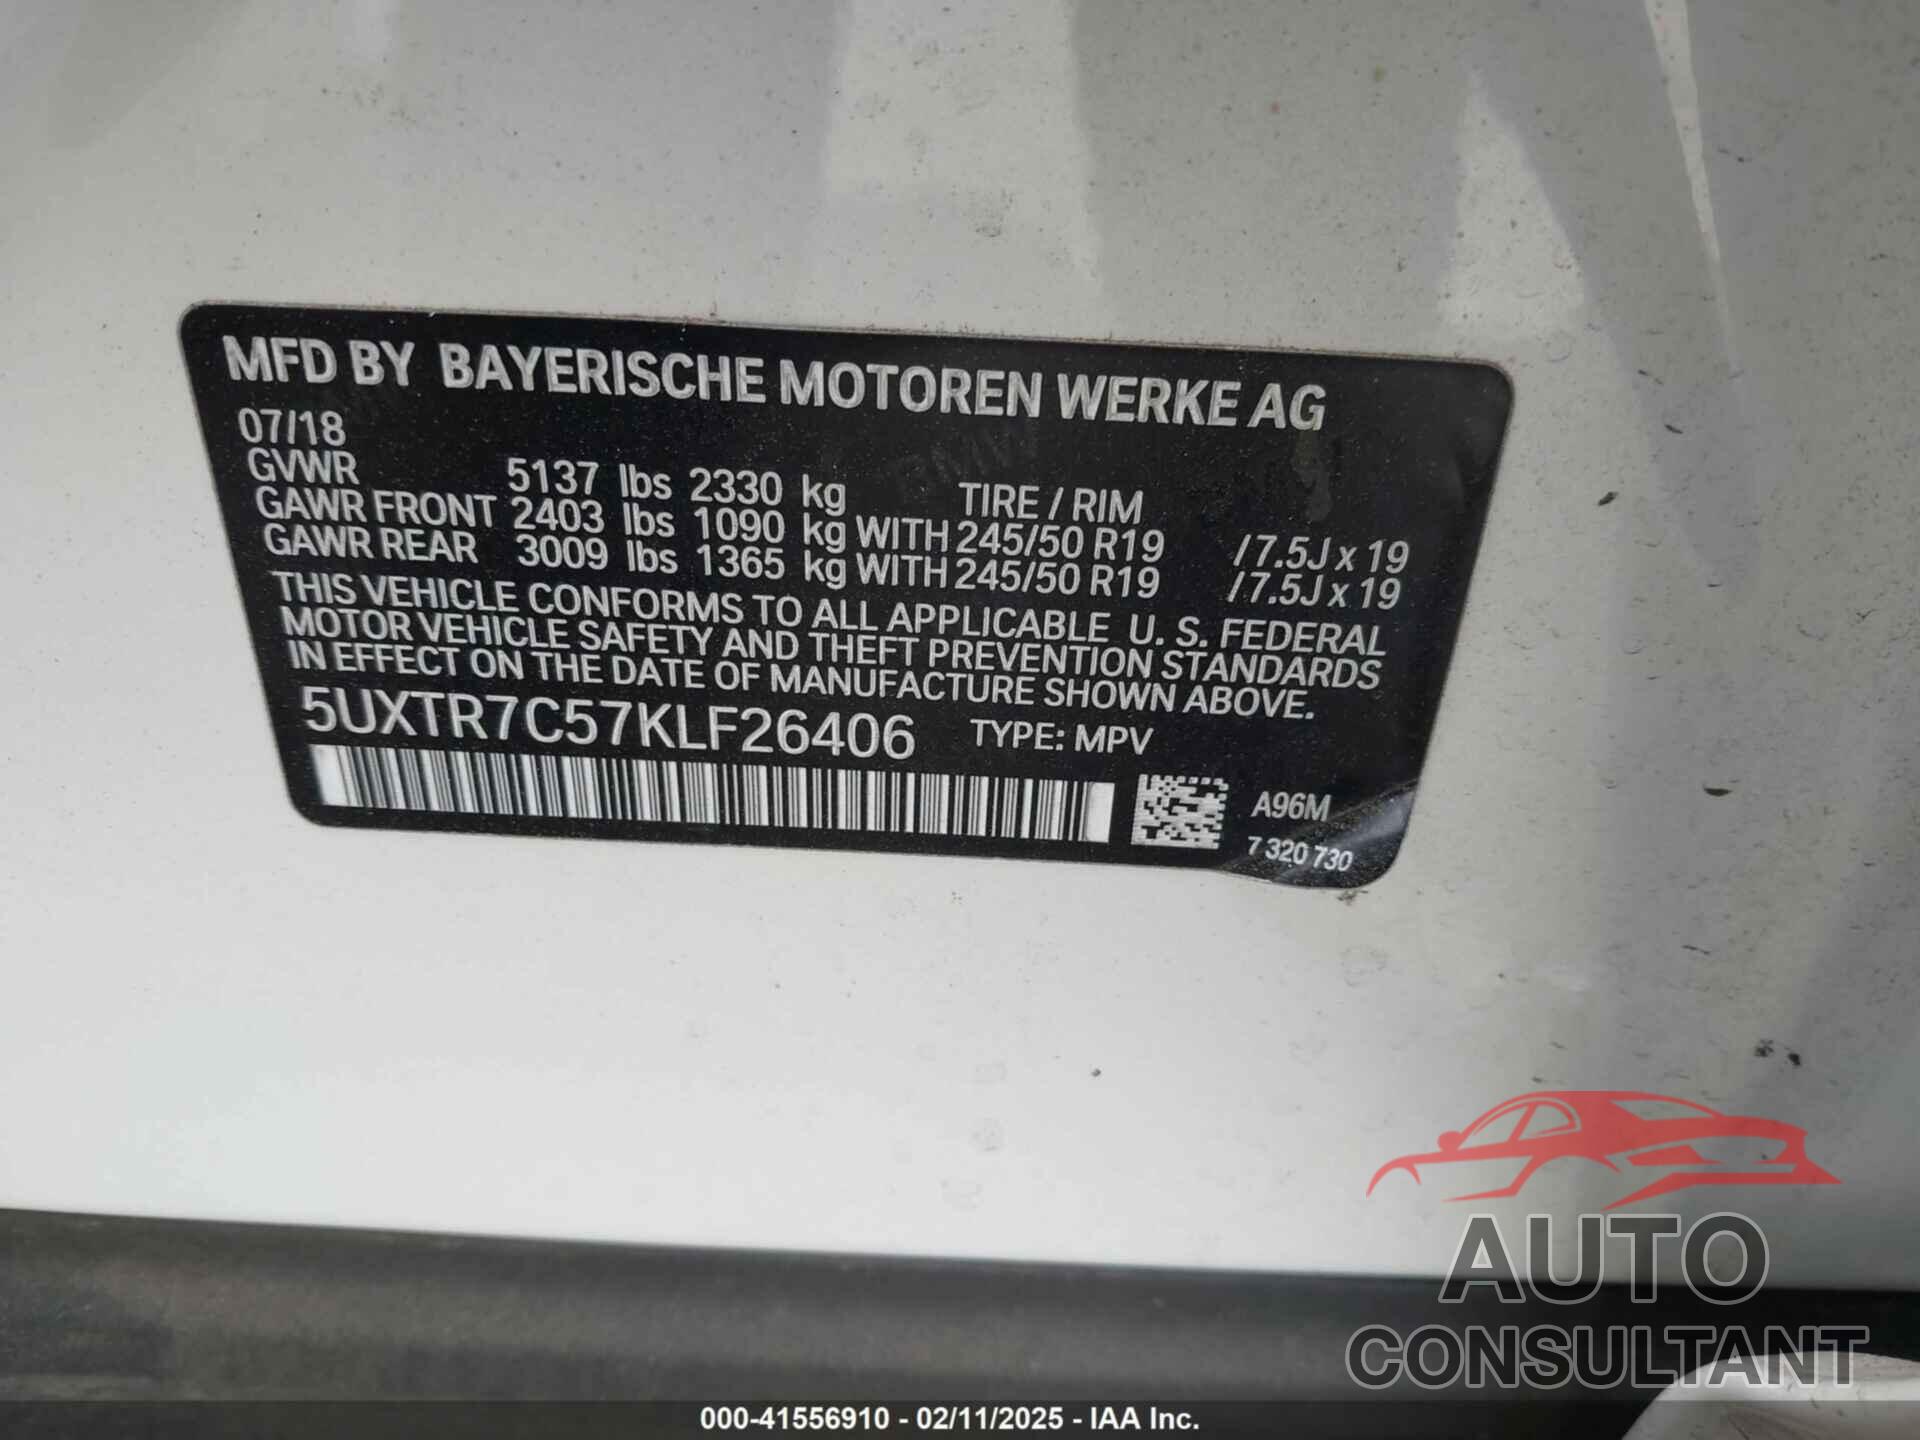 MFD BY BAYERISCHE MOTOREN WERKE AG
07/18
GVWR 5137 lbs 2330 kg TIRE / RIM
GAWR FRONT 2403 lbs 1090 kg WITH 245/50 R19 /7.5J x 19
GAWR REAR 3009 lbs 1365 kg WITH 245/50 R19 /7.5J x 19
THIS VEHICLE CONFORMS TO ALL APPLICABLE U. S. FEDERAL
MOTOR VEHICLE SAFETY AND THEFT PREVENTION STANDARDS
IN EFFECT ON THE DATE OF MANUFACTURE SHOWN ABOVE.
5UXTR7C57KLF26406 TYPE: MPV
A96M
7 320 730
AUTO
CONSULTANT
000-41556910 - 02/11/2025 - IAA Inc.